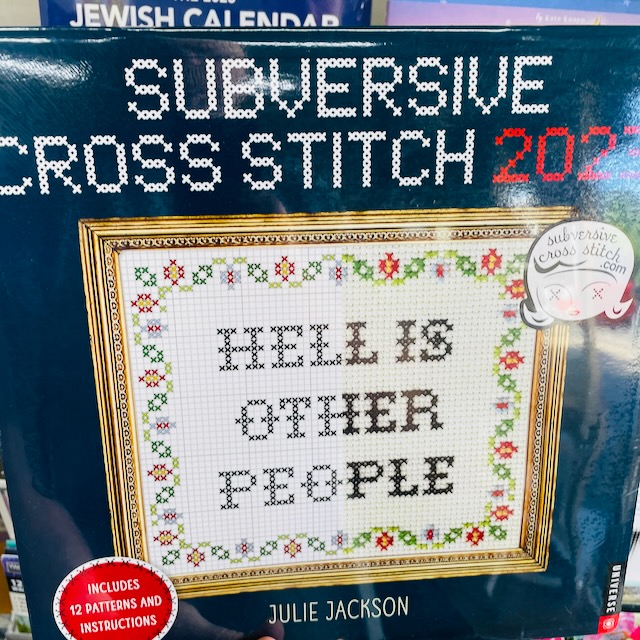 JEWISH CALENDAR
SUBVERSIVE
CROSS STITCH 2023
subversive
cross stitch
.com
HELL IS
OTHER
PEOPLE
INCLUDES
12 PATTERNS AND
INSTRUCTIONS
JULIE JACKSON
UNIVERSE